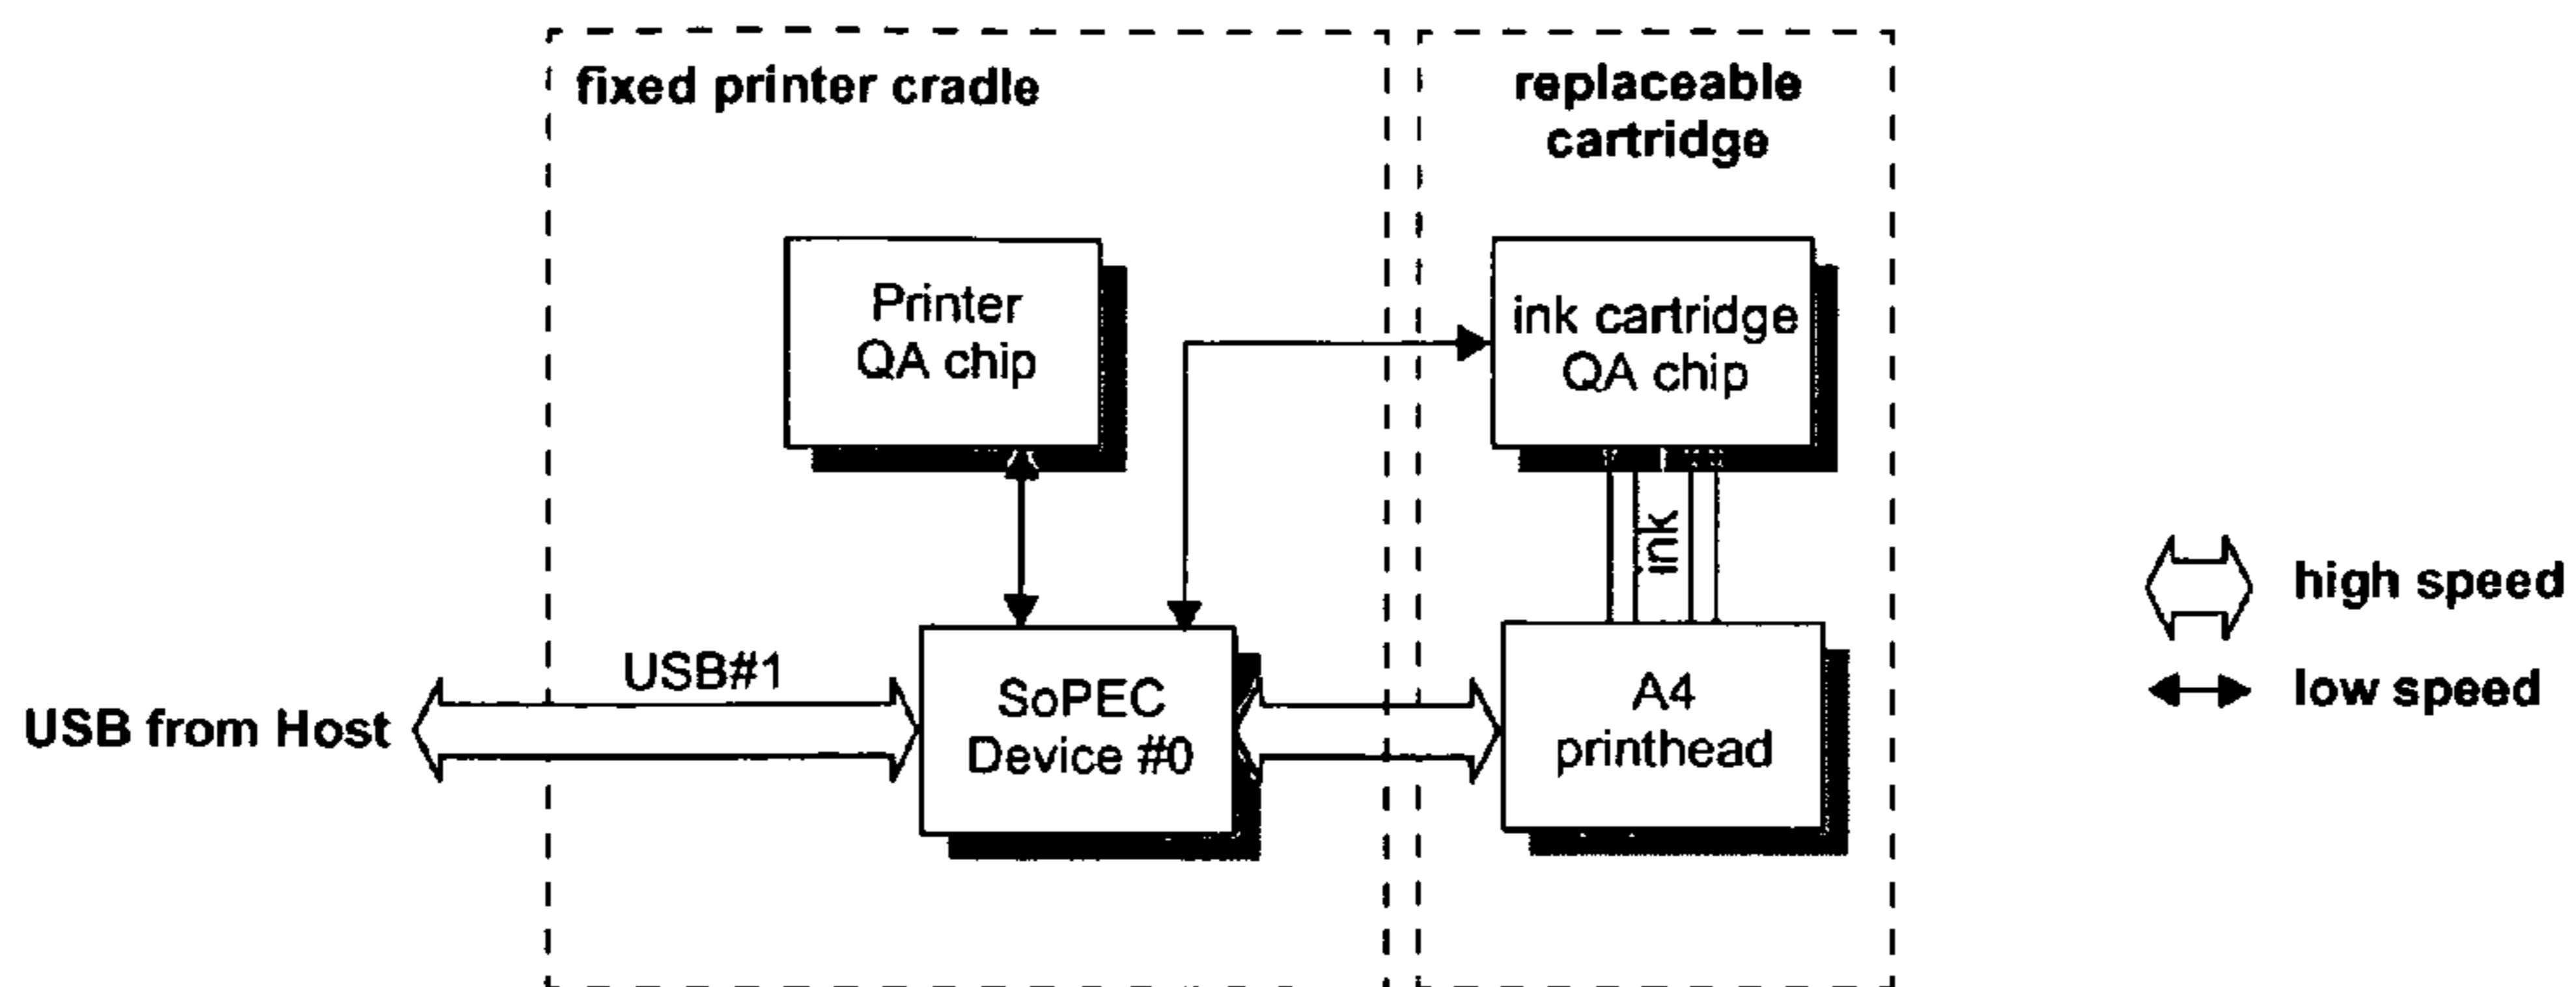 fixed printer cradle
replaceable
cartridge
Printer
QA chip
ink cartridge
QA chip
ink
USB from Host
USB#1
SoPEC
Device #0
A4
printhead
high speed
low speed